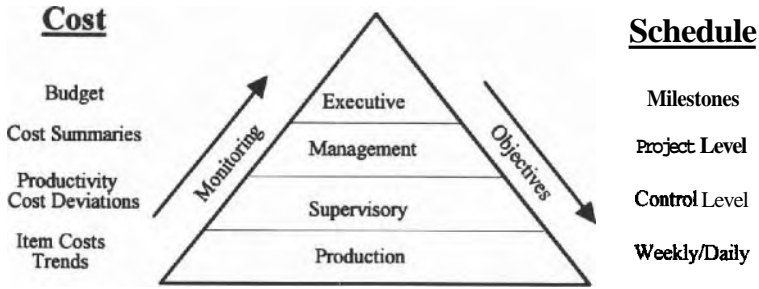 Cost
Schedule
Budget
Cost Summaries
Productivity
Cost Deviations
Item Costs
Trends
Monitoring
Executive
Management
Supervisory
Production
Objectives
Milestones
Project Level
Control Level
Weekly/Daily